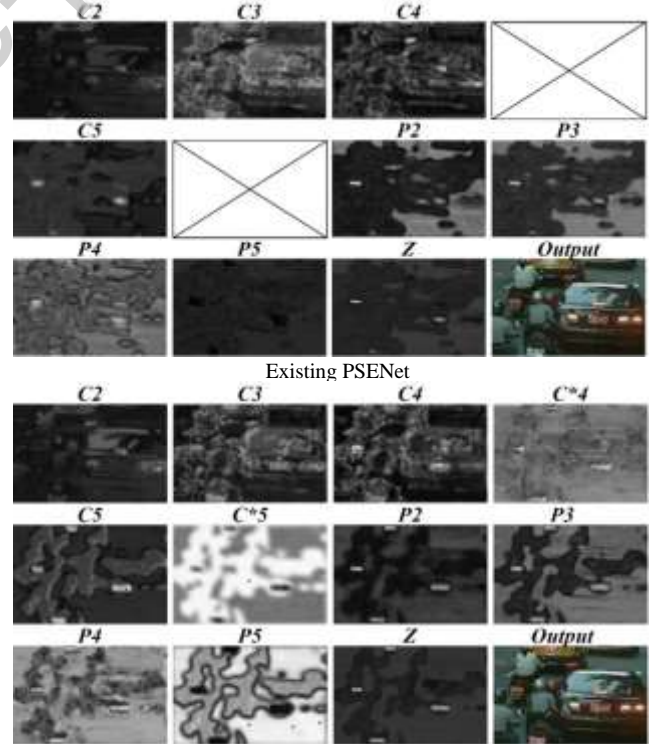 C2 C3 C4
C5 P2 P3
P4 P5 Z Output
Existing PSENet
C2 C3 C4 C*4
C5 C*5 P2 P3
P4 P5 Z Output